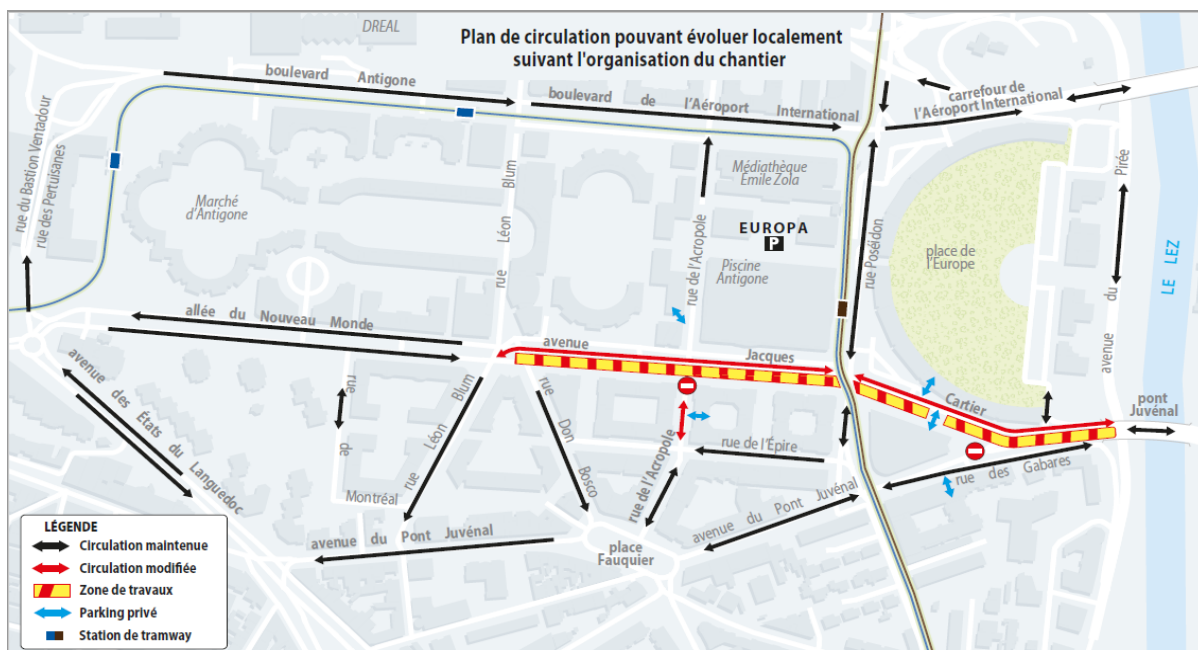 DREAL
Plan de circulation pouvant évoluer localement
suivant l'organisation du chantier
boulevard Antigone
boulevard de l'Aéroport International
carrefour de
l'Aéroport International
rue du Bastion Ventadour
rue des Pertuisanes
Marché
d'Antigone
rue Léon Blum
Médiathèque
Emile Zola
EUROPA
P
Piscine
Antigone
rue de l'Acropole
rue Poséidon
place de
l'Europe
avenue du Pirée
LE LEZ
allée du Nouveau Monde
avenue Jacques Cartier
pont
Juvénal
avenue des États du Languedoc
rue de
Montréal
rue Léon Blum
rue Don Bosco
rue de l'Acropole
rue de l'Épire
rue des Gabares
avenue du Pont Juvénal
avenue du Pont Juvénal
place
Fauquier
LÉGENDE
Circulation maintenue
Circulation modifiée
Zone de travaux
Parking privé
Station de tramway